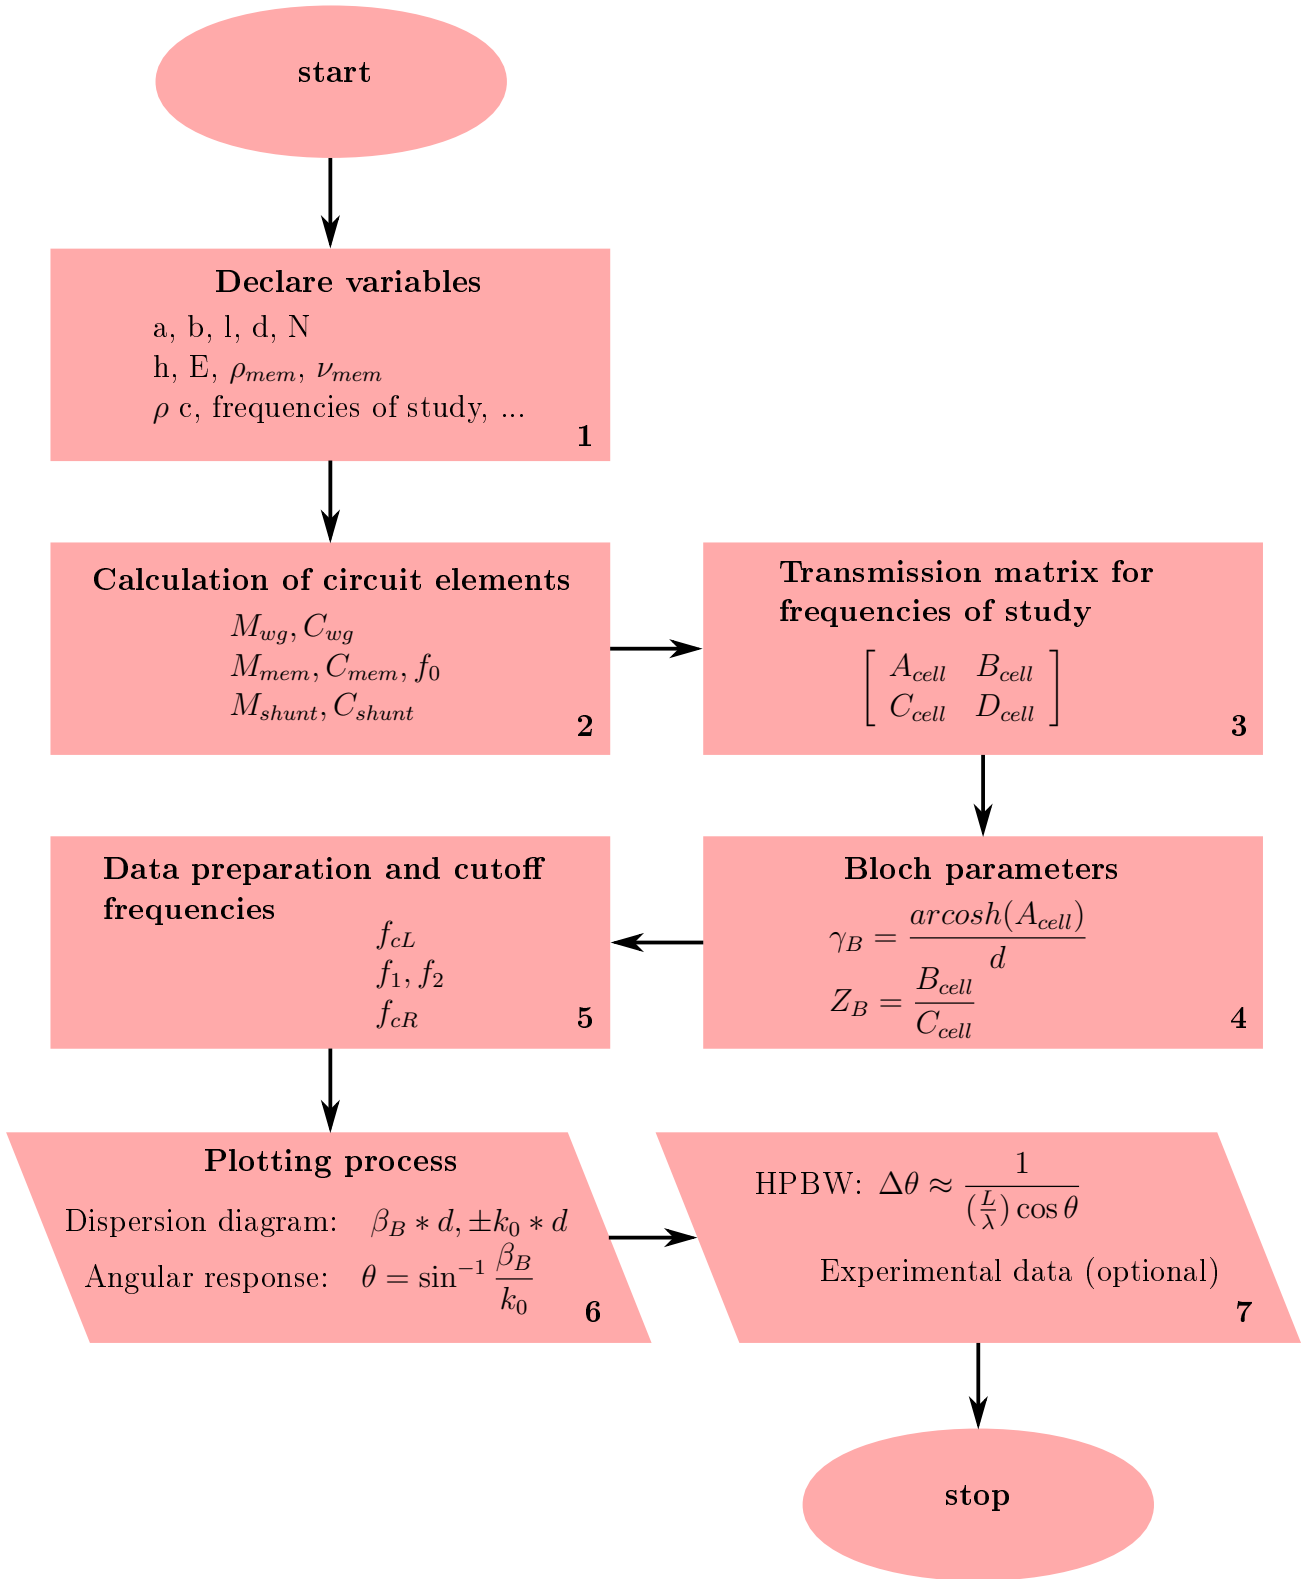 start
Declare variables
a, b, l, d, N
h, E, ρ_mem, ν_mem
ρ c, frequencies of study, ...
1
Calculation of circuit elements
M_wg, C_wg
M_mem, C_mem, f_0
M_shunt, C_shunt
2
Transmission matrix for
frequencies of study
[ A_cell B_cell
C_cell D_cell ]
3
Bloch parameters
γ_B = arcosh(A_cell) / d
Z_B = B_cell / C_cell
4
Data preparation and cutoff
frequencies
f_cL
f_1, f_2
f_cR
5
Plotting process
Dispersion diagram: β_B * d, ±k_0 * d
Angular response: θ = sin⁻¹ β_B / k_0
6
HPBW: Δθ ≈ 1 / ((L/λ) cos θ)
Experimental data (optional)
7
stop